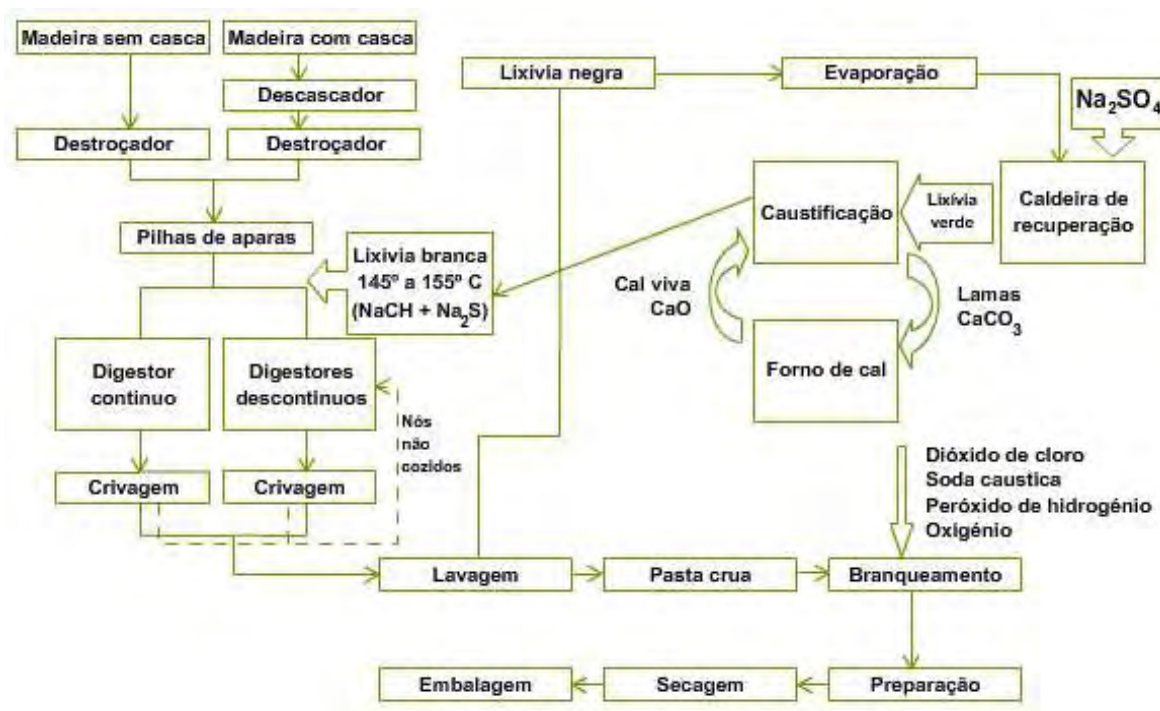 Madeira sem casca
Madeira com casca
Descascador
Destroçador
Destroçador
Pilhas de aparas
Lixivia branca
145º a 155º C
(NaCH + Na₂S)
Digestor
continuo
Digestores
descontinuos
Nós
não
cozidos
Crivagem
Crivagem
Lixivia negra
Evaporação
Na₂SO₄
Caldeira de
recuperação
Lixívia
verde
Caustificação
Cal viva
CaO
Lamas
CaCO₃
Forno de cal
Dióxido de cloro
Soda caustica
Peróxido de hidrogénio
Oxigénio
Lavagem
Pasta crua
Branqueamento
Embalagem
Secagem
Preparação